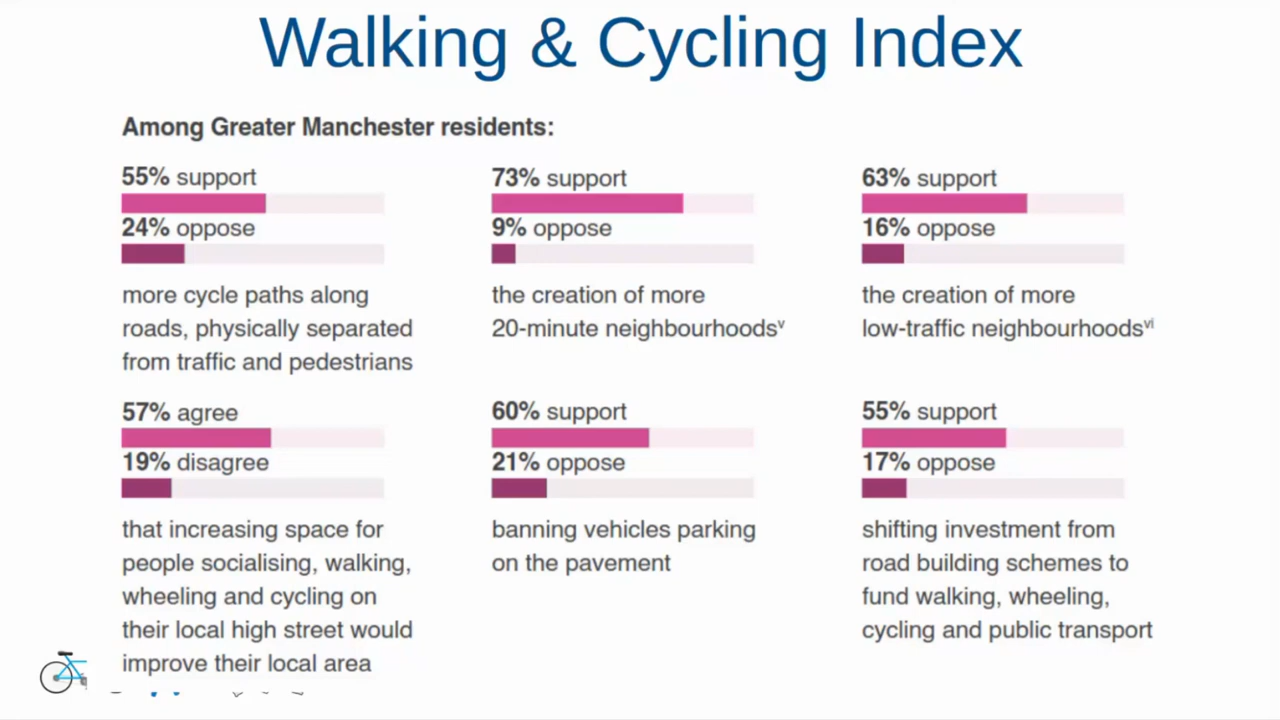 Walking & Cycling Index
Among Greater Manchester residents:
55% support
24% oppose
more cycle paths along
roads, physically separated
from traffic and pedestrians
73% support
9% oppose
the creation of more
20-minute neighbourhoodsᵛ
63% support
16% oppose
the creation of more
low-traffic neighbourhoodsᵛⁱ
57% agree
19% disagree
that increasing space for
people socialising, walking,
wheeling and cycling on
their local high street would
improve their local area
60% support
21% oppose
banning vehicles parking
on the pavement
55% support
17% oppose
shifting investment from
road building schemes to
fund walking, wheeling,
cycling and public transport